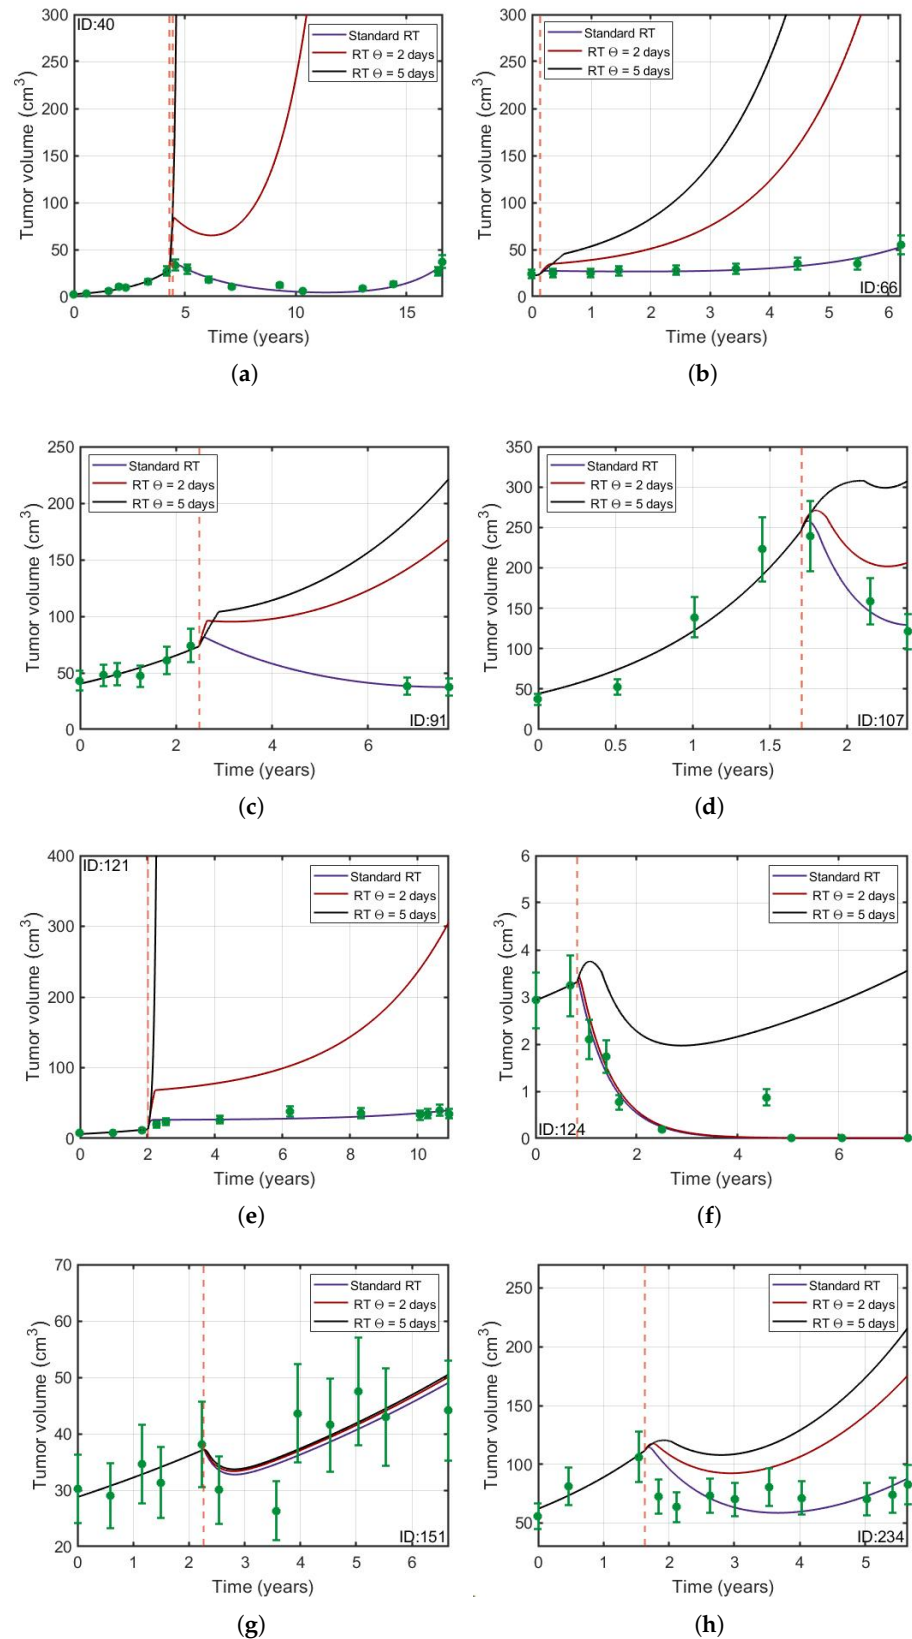 ID:40
Standard RT
RT Θ = 2 days
RT Θ = 5 days
Tumor volume (cm³)
300
250
200
150
100
50
0
0 5 10 15
Time (years)
(a)
Standard RT
RT Θ = 2 days
RT Θ = 5 days
Tumor volume (cm³)
300
250
200
150
100
50
0
ID:66
0 1 2 3 4 5 6
Time (years)
(b)
Standard RT
RT Θ = 2 days
RT Θ = 5 days
Tumor volume (cm³)
250
200
150
100
50
0
ID:91
0 2 4 6
Time (years)
(c)
Standard RT
RT Θ = 2 days
RT Θ = 5 days
Tumor volume (cm³)
350
300
250
200
150
100
50
0
ID:107
0 0.5 1 1.5 2
Time (years)
(d)
ID:121
Standard RT
RT Θ = 2 days
RT Θ = 5 days
Tumor volume (cm³)
400
300
200
100
0
0 2 4 6 8 10
Time (years)
(e)
Standard RT
RT Θ = 2 days
RT Θ = 5 days
Tumor volume (cm³)
6
5
4
3
2
1
0
ID:124
0 2 4 6
Time (years)
(f)
Standard RT
RT Θ = 2 days
RT Θ = 5 days
Tumor volume (cm³)
70
60
50
40
30
20
ID:151
0 1 2 3 4 5 6
Time (years)
(g)
Standard RT
RT Θ = 2 days
RT Θ = 5 days
Tumor volume (cm³)
250
200
150
100
50
ID:234
0 1 2 3 4 5
Time (years)
(h)